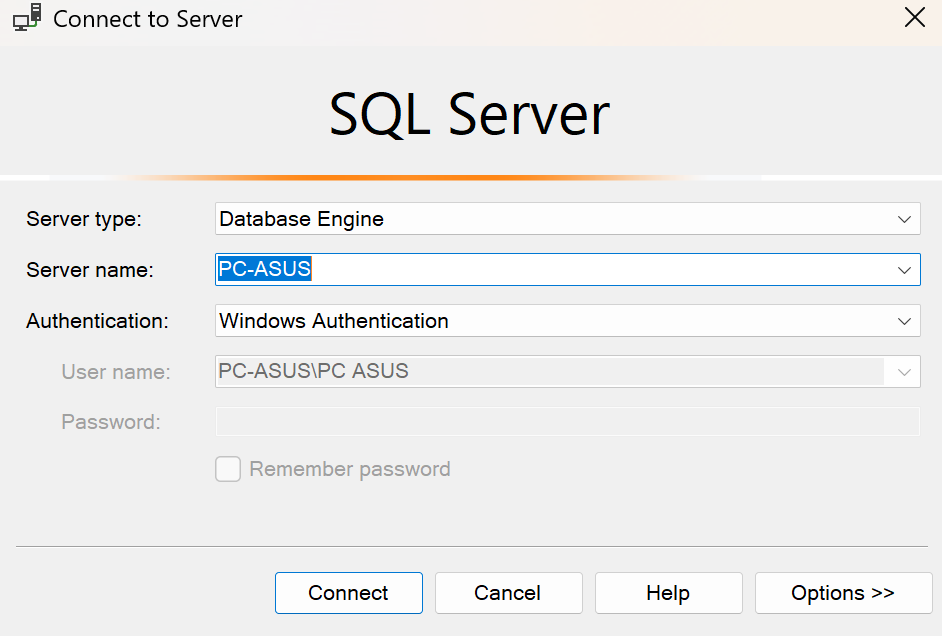 Connect to Server
SQL Server
Server type: Database Engine
Server name: PC-ASUS
Authentication: Windows Authentication
User name: PC-ASUS\PC ASUS
Password:
Remember password
Connect Cancel Help Options >>